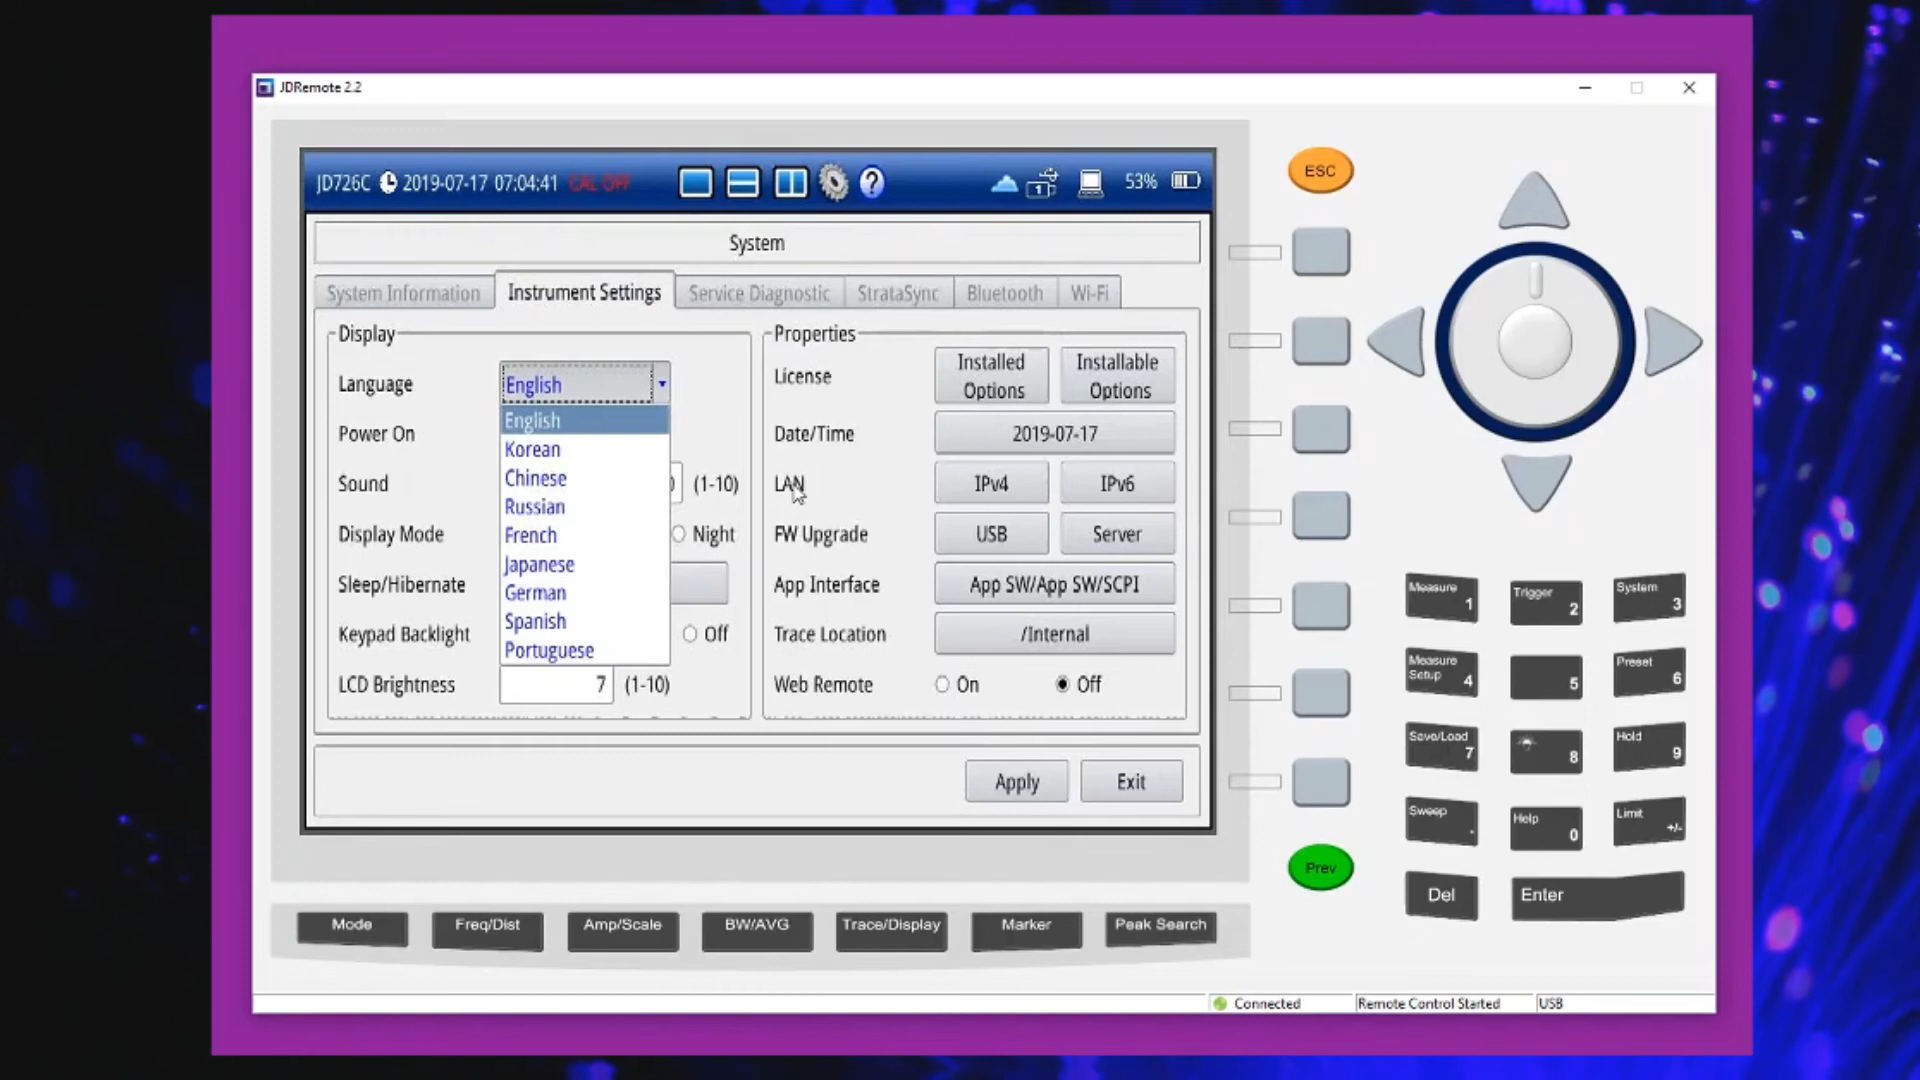 JDRemote 2.2
JD726C 2019-07-17 07:04:41 CAL OFF
?
1
53%
System
System Information
Instrument Settings
Service Diagnostic
StrataSync
Bluetooth
Wi-Fi
Display
Language
English
English
Korean
Chinese
Russian
French
Japanese
German
Spanish
Portuguese
Power On
Sound
(1-10)
Display Mode
Night
Sleep/Hibernate
Keypad Backlight
Off
LCD Brightness
7
(1-10)
Properties
License
Installed
Options
Installable
Options
Date/Time
2019-07-17
LAN
IPv4
IPv6
FW Upgrade
USB
Server
App Interface
App SW/App SW/SCPI
Trace Location
/Internal
Web Remote
On
Off
Apply
Exit
ESC
Measure
1
Trigger
2
System
3
Measure
Setup
4
5
Preset
6
Save/Load
7
8
Hold
9
Sweep
.
Help
0
Limit
+/-
Prev
Del
Enter
Mode
Freq/Dist
Amp/Scale
BW/AVG
Trace/Display
Marker
Peak Search
Connected
Remote Control Started
USB